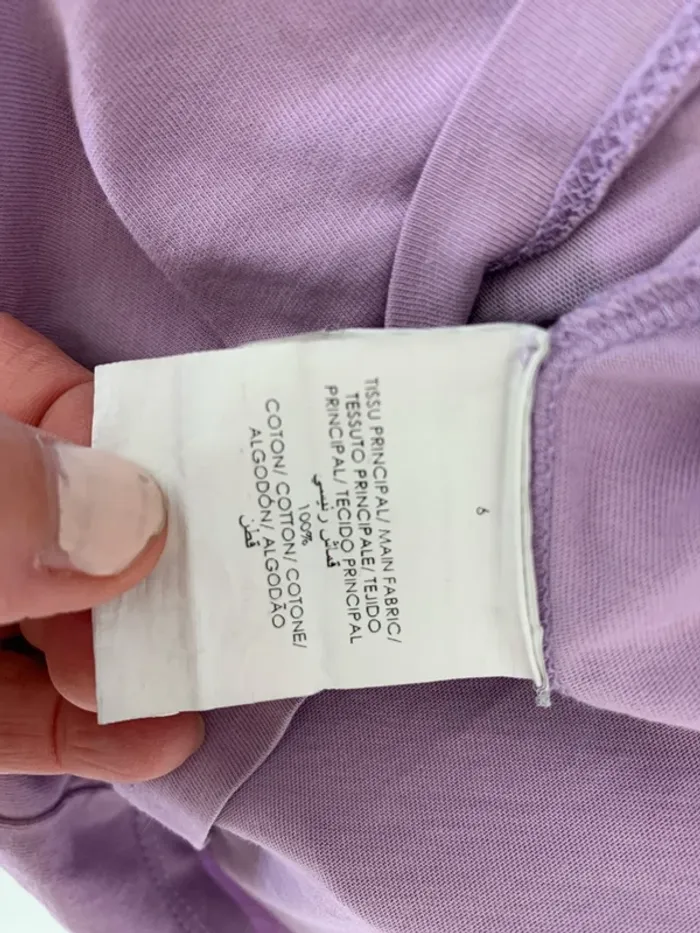 6
TISSU PRINCIPAL/ MAIN FABRIC/
TESSUTO PRINCIPALE/ TEJIDO
PRINCIPAL/ TECIDO PRINCIPAL
قماش رئيسي
100%
COTON/ COTTON/ COTONE/
ALGODÓN/ ALGODÃO
قطن